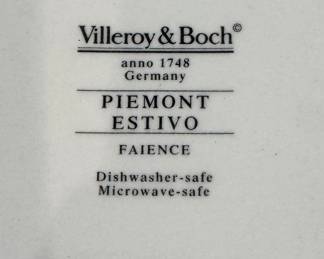 Villeroy & Boch©
anno 1748
Germany
PIEMONT
ESTIVO
FAIENCE
Dishwasher-safe
Microwave-safe